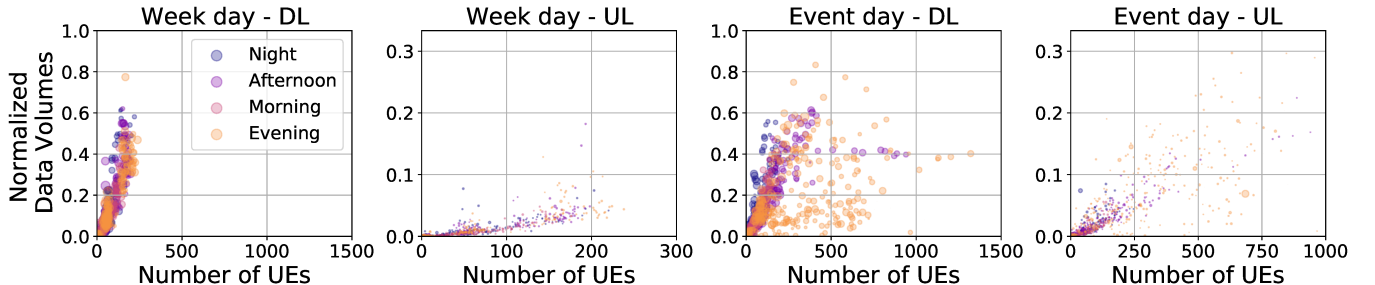 Week day - DL
Week day - UL
Event day - DL
Event day - UL
Normalized
Data Volumes
1.0
0.8
0.6
0.4
0.2
0.0
Night
Afternoon
Morning
Evening
0 500 1000 1500
Number of UEs
0.3
0.2
0.1
0.0
0 100 200 300
Number of UEs
1.0
0.8
0.6
0.4
0.2
0.0
0 500 1000 1500
Number of UEs
0.3
0.2
0.1
0.0
0 250 500 750 1000
Number of UEs